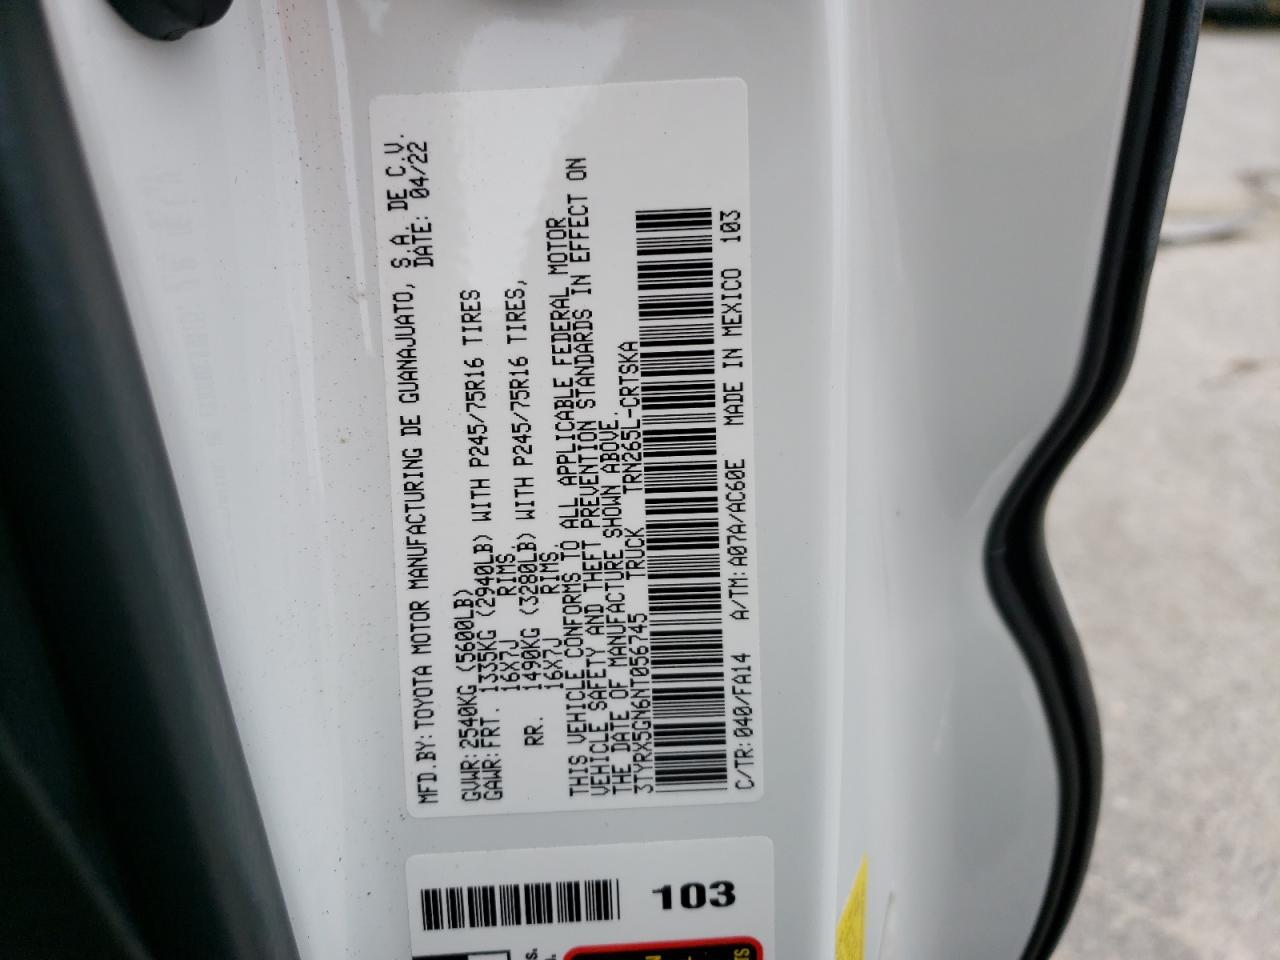 MFD.BY: TOYOTA MOTOR MANUFACTURING DE GUANAJUATO, S.A. DE C.V.
DATE: 04/22
GVWR: 2540KG (5600LB)
GAWR: FRT. 1335KG (2940LB) WITH P245/75R16 TIRES
16X7J RIMS,
RR. 1490KG (3280LB) WITH P245/75R16 TIRES,
16X7J RIMS.
THIS VEHICLE CONFORMS TO ALL APPLICABLE FEDERAL MOTOR
VEHICLE SAFETY AND THEFT PREVENTION STANDARDS IN EFFECT ON
THE DATE OF MANUFACTURE SHOWN ABOVE.
3TYRX5GN6NT056745 TRUCK TRN265L-CRTSKA
C/TR: 040/FA14 A/TM: A07A/AC60E MADE IN MEXICO 103
103